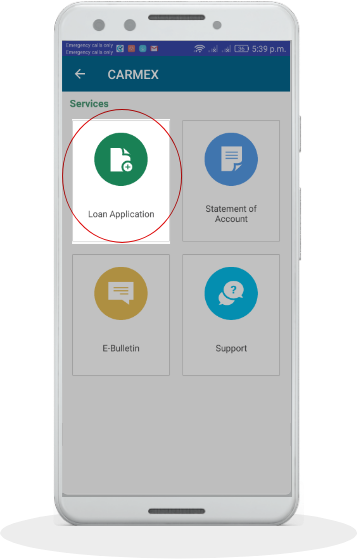 Emergency calls only
Emergency calls only
5:39 p.m.
CARMEX
Services
Loan Application
Statement of
Account
E-Bulletin
Support